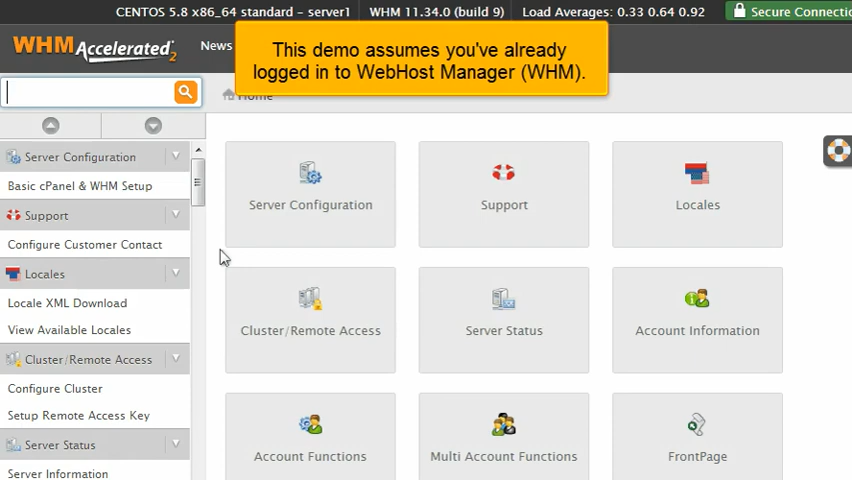 CENTOS 5.8 x86_64 standard – server1 WHM 11.34.0 (build 9) Load Averages: 0.33 0.64 0.92 Secure Connectio
WHM Accelerated 2
News
This demo assumes you've already
logged in to WebHost Manager (WHM).
Home
Server Configuration
Basic cPanel & WHM Setup
Support
Configure Customer Contact
Locales
Locale XML Download
View Available Locales
Cluster/Remote Access
Configure Cluster
Setup Remote Access Key
Server Status
Server Information
Server Configuration Support Locales
Cluster/Remote Access Server Status Account Information
Account Functions Multi Account Functions FrontPage